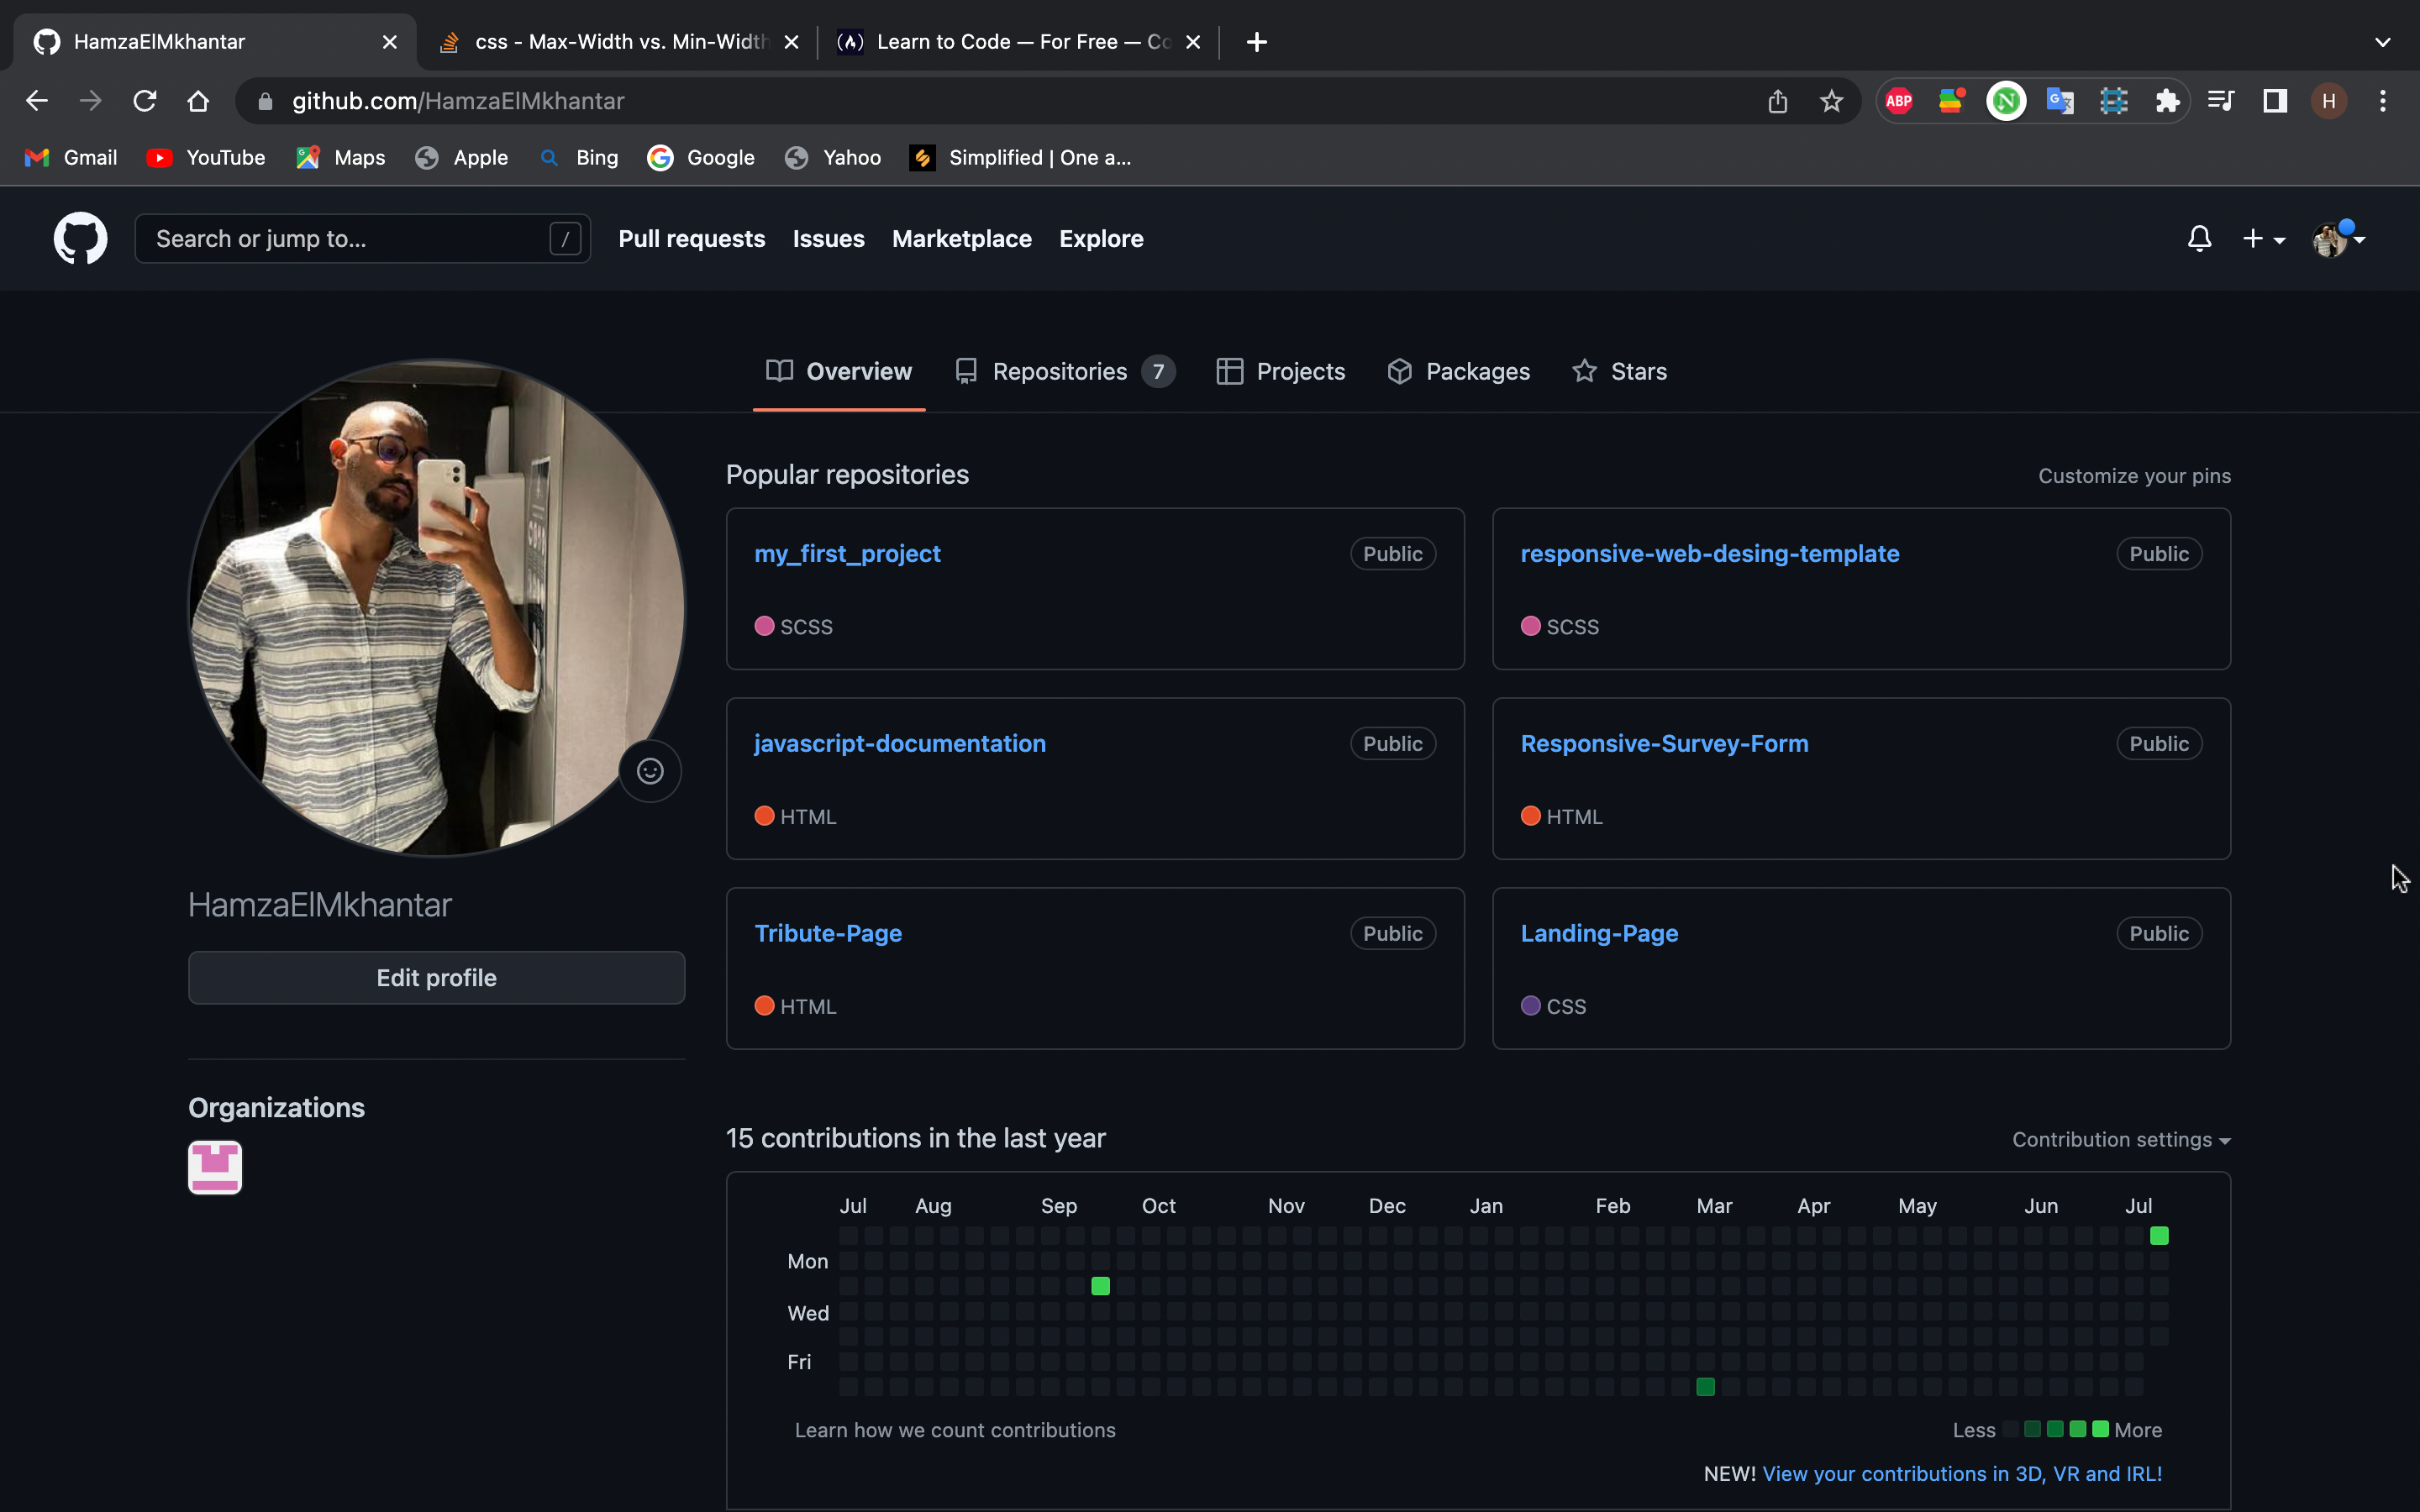 HamzaElMkhantar
css - Max-Width vs. Min-Width
Learn to Code — For Free — Co
github.com/HamzaElMkhantar
ABP
N
G
H
Gmail
YouTube
Maps
Apple
Bing
Google
Yahoo
Simplified | One a...
Search or jump to...
/
Pull requests
Issues
Marketplace
Explore
Overview
Repositories 7
Projects
Packages
Stars
Popular repositories
Customize your pins
my_first_project
Public
SCSS
responsive-web-desing-template
Public
SCSS
javascript-documentation
Public
HTML
Responsive-Survey-Form
Public
HTML
Tribute-Page
Public
HTML
Landing-Page
Public
CSS
HamzaElMkhantar
Edit profile
Organizations
15 contributions in the last year
Contribution settings
Jul Aug Sep Oct Nov Dec Jan Feb Mar Apr May Jun Jul
Mon
Wed
Fri
Learn how we count contributions
Less More
NEW! View your contributions in 3D, VR and IRL!